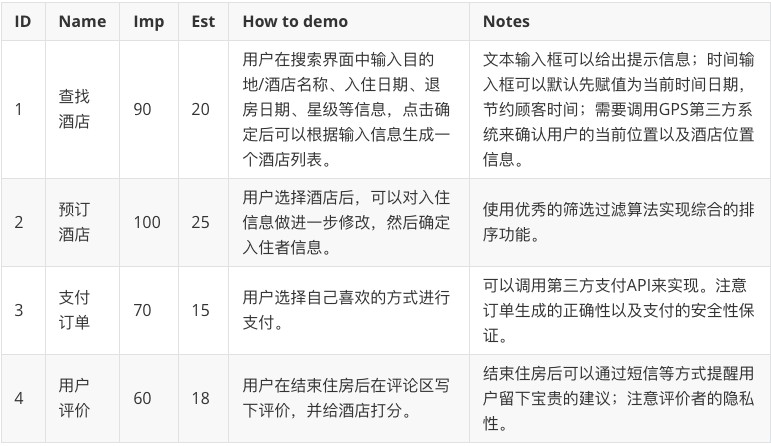 ID Name Imp Est How to demo Notes
1
查找
酒店
90
20
用户在搜索界面中输入目的
地/酒店名称、入住日期、退
房日期、星级等信息，点击确
定后可以根据输入信息生成一
个酒店列表。
文本输入框可以给出提示信息；时间输
入框可以默认先赋值为当前时间日期，
节约顾客时间；需要调用GPS第三方系
统来确认用户的当前位置以及酒店位置
信息。
2
预订
酒店
100
25
用户选择酒店后，可以对入住
信息做进一步修改，然后确定
入住者信息。
使用优秀的筛选过滤算法实现综合的排
序功能。
3
支付
订单
70
15
用户选择自己喜欢的方式进行
支付。
可以调用第三方支付API来实现。注意
订单生成的正确性以及支付的安全性保
证。
4
用户
评价
60
18
用户在结束住房后在评论区写
下评价，并给酒店打分。
结束住房后可以通过短信等方式提醒用
户留下宝贵的建议；注意评价者的隐私
性。